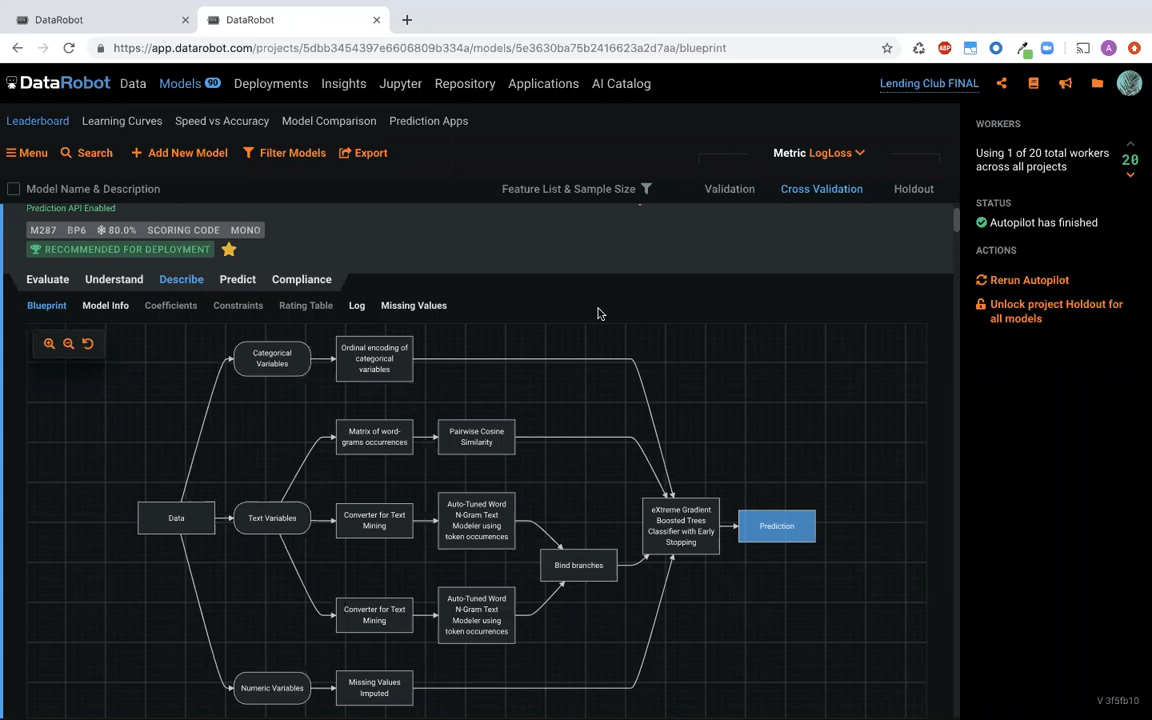 DataRobot
DataRobot
https://app.datarobot.com/projects/5dbb3454397e6606809b334a/models/5e3630ba75b2416623a2d7aa/blueprint
ABP
A
DataRobot
Data
Models 90
Deployments
Insights
Jupyter
Repository
Applications
AI Catalog
Lending Club FINAL
Leaderboard
Learning Curves
Speed vs Accuracy
Model Comparison
Prediction Apps
Menu
Search
Add New Model
Filter Models
Export
Metric LogLoss
Model Name & Description
Feature List & Sample Size
Validation
Cross Validation
Holdout
Prediction API Enabled
M287 BP6 80.0% SCORING CODE MONO
RECOMMENDED FOR DEPLOYMENT
Evaluate
Understand
Describe
Predict
Compliance
Blueprint
Model Info
Coefficients
Constraints
Rating Table
Log
Missing Values
Categorical
Variables
Ordinal encoding of
categorical
variables
Matrix of word-
grams occurrences
Pairwise Cosine
Similarity
Data
Text Variables
Converter for Text
Mining
Auto-Tuned Word
N-Gram Text
Modeler using
token occurrences
Bind branches
eXtreme Gradient
Boosted Trees
Classifier with Early
Stopping
Prediction
Converter for Text
Mining
Auto-Tuned Word
N-Gram Text
Modeler using
token occurrences
Numeric Variables
Missing Values
Imputed
WORKERS
Using 1 of 20 total workers
across all projects
20
STATUS
Autopilot has finished
ACTIONS
Rerun Autopilot
Unlock project Holdout for
all models
V 3f5fb10